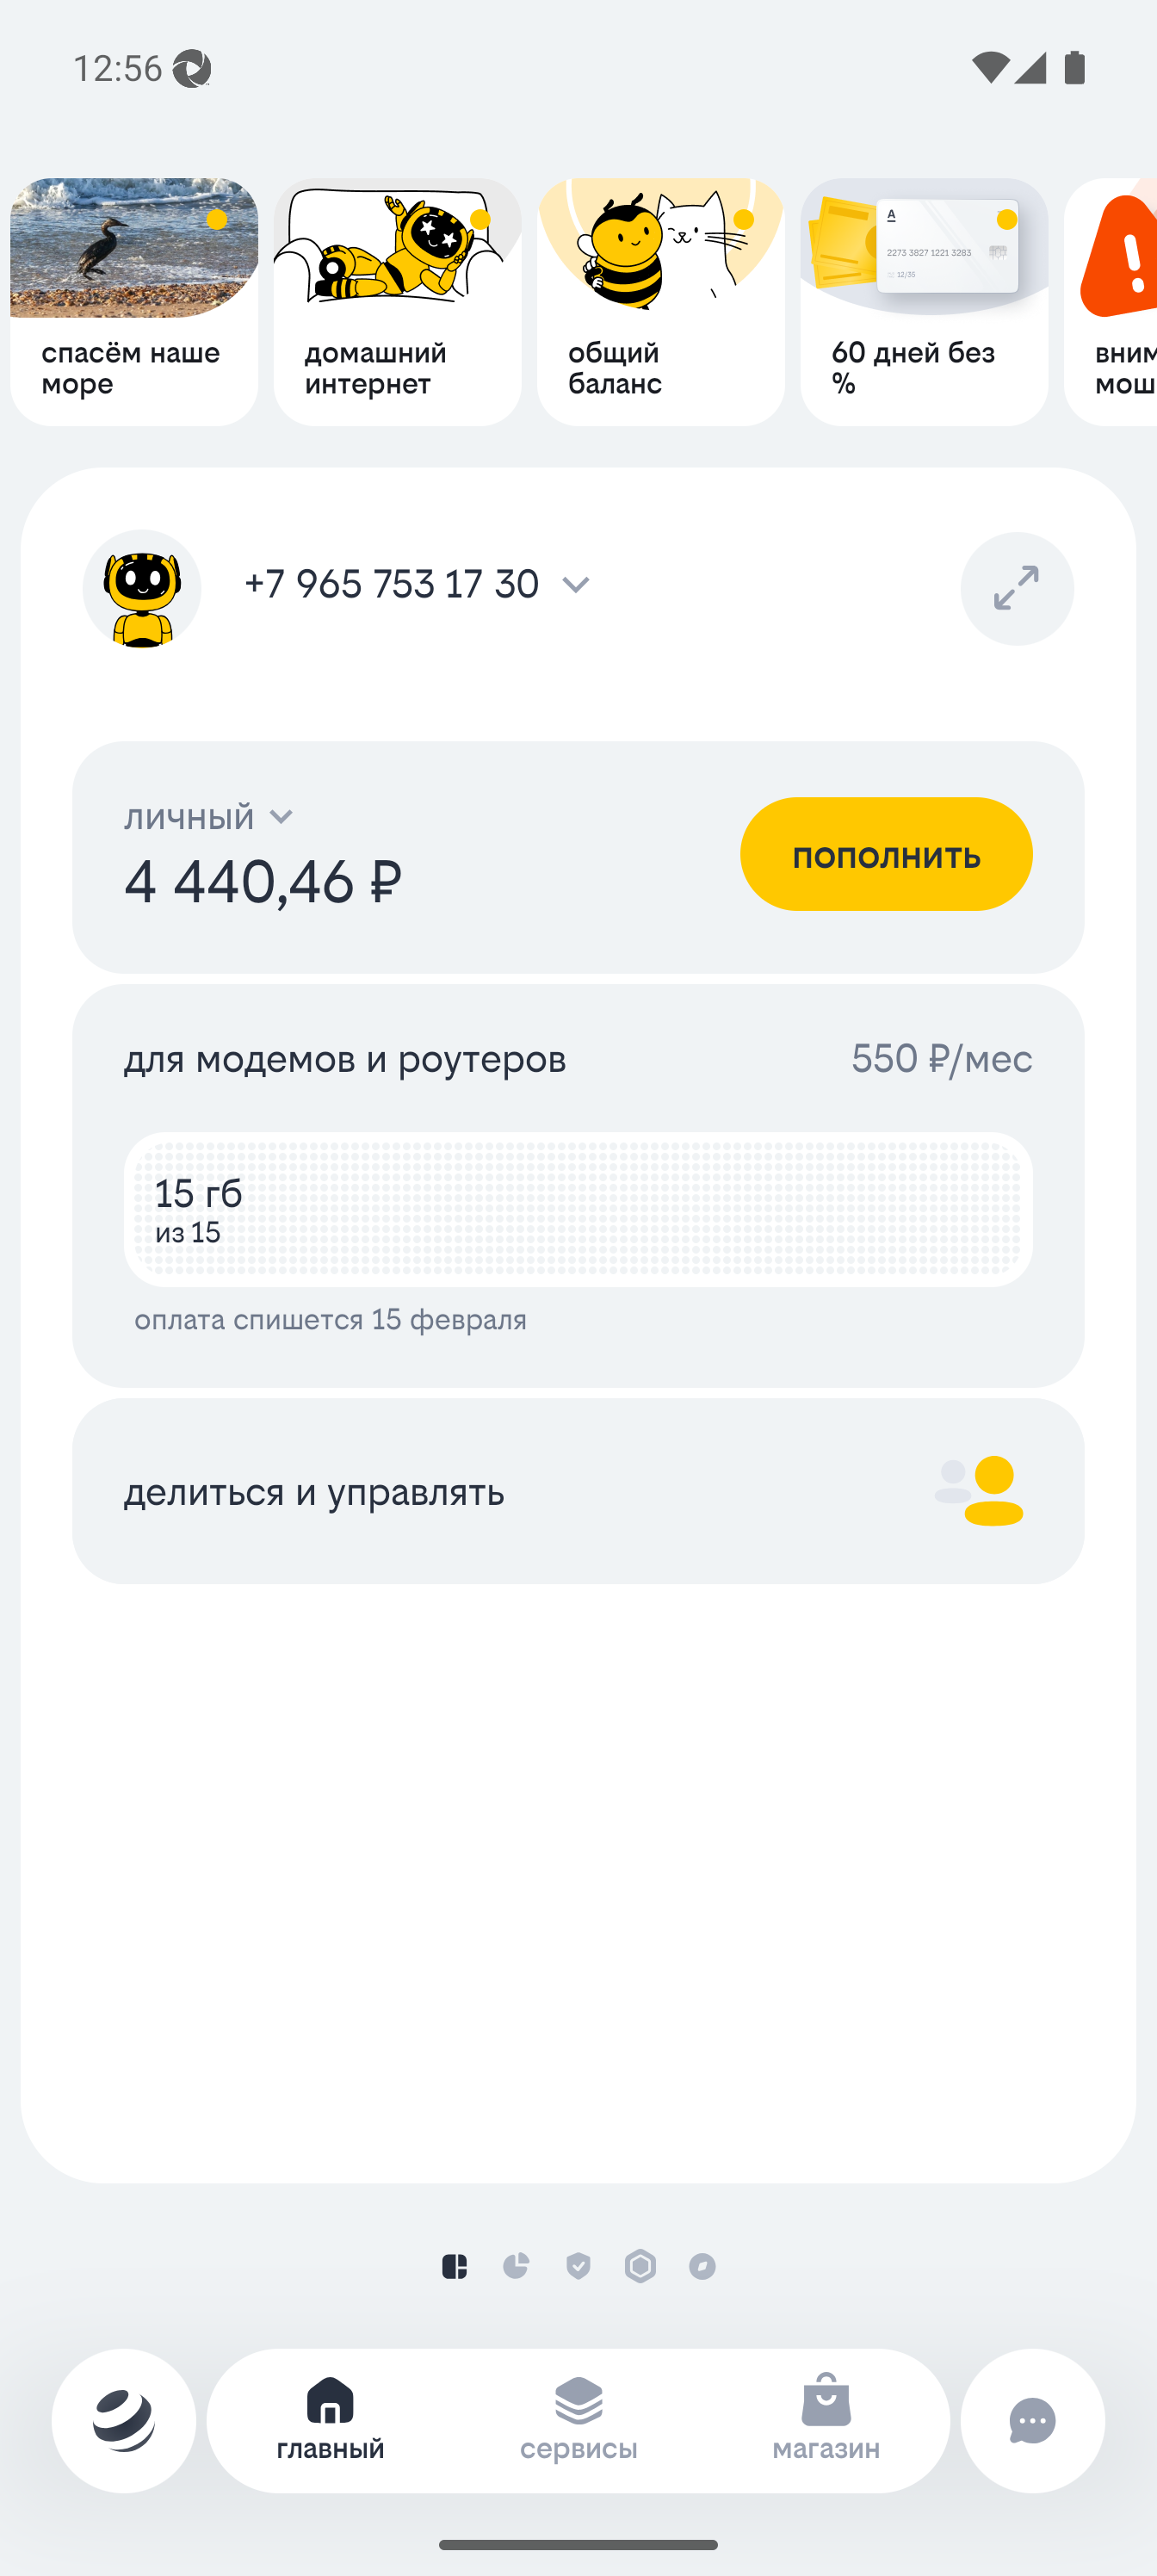 12:56
спасём наше
море
домашний
интернет
общий
баланс
A
2273 3827 1221 3283
12/35
60 дней без
%
вним
мош
+7 965 753 17 30
личный
4 440,46 ₽
пополнить
для модемов и роутеров
550 ₽/мес
15 гб
из 15
оплата спишется 15 февраля
делиться и управлять
главный
сервисы
магазин